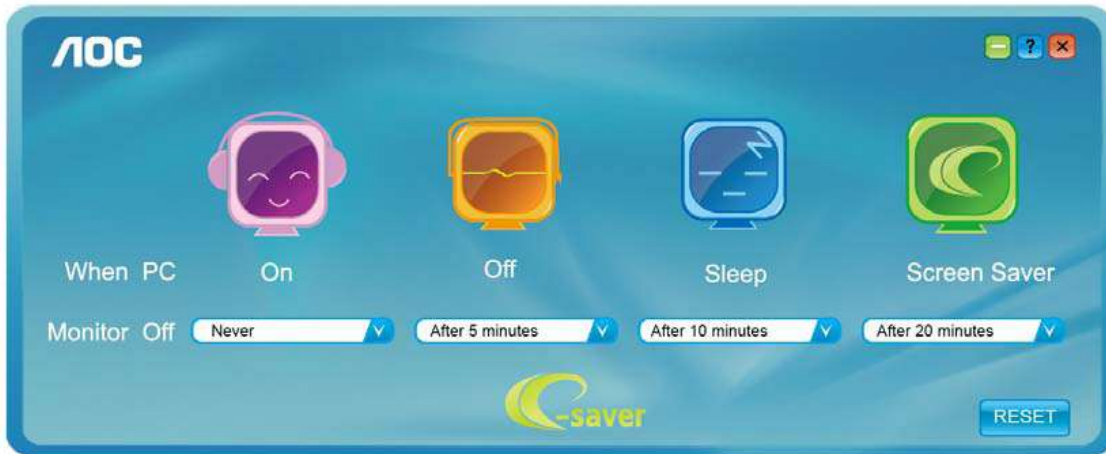 AOC
?
When PC On Off Sleep Screen Saver
Monitor Off Never After 5 minutes After 10 minutes After 20 minutes
e-saver
RESET